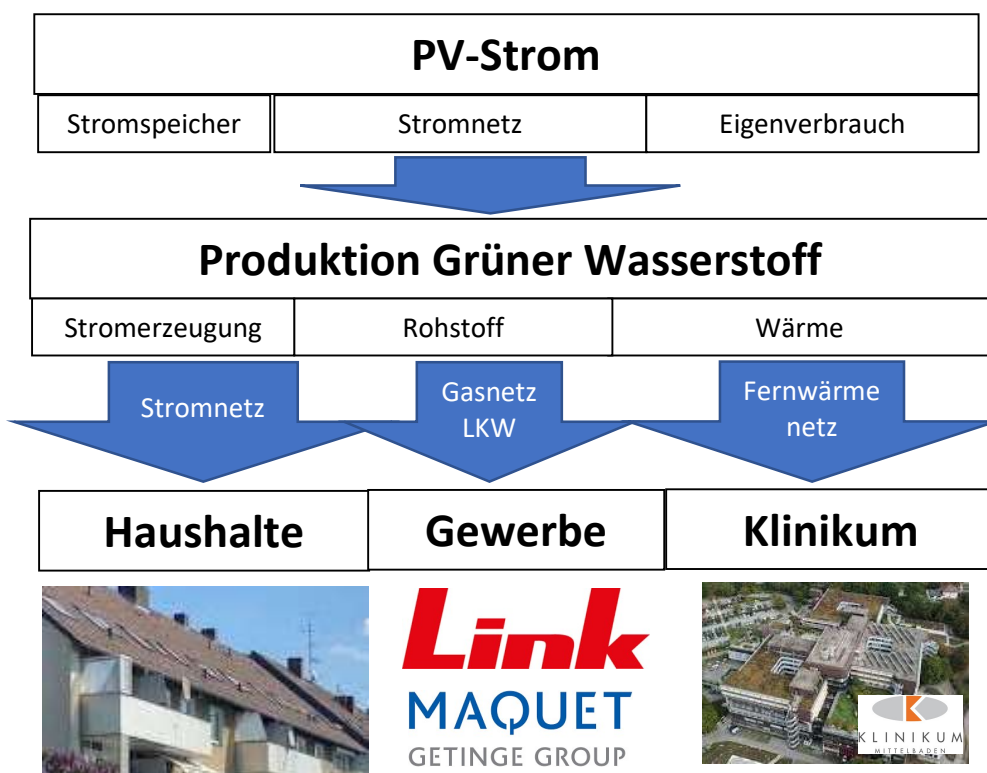 PV-Strom
Stromspeicher Stromnetz Eigenverbrauch
Produktion Grüner Wasserstoff
Stromerzeugung Rohstoff Wärme
Stromnetz
Gasnetz
LKW
Fernwärme
netz
Haushalte Gewerbe Klinikum
Link
MAQUET
GETINGE GROUP
KLINIKUM
MITTELBADEN